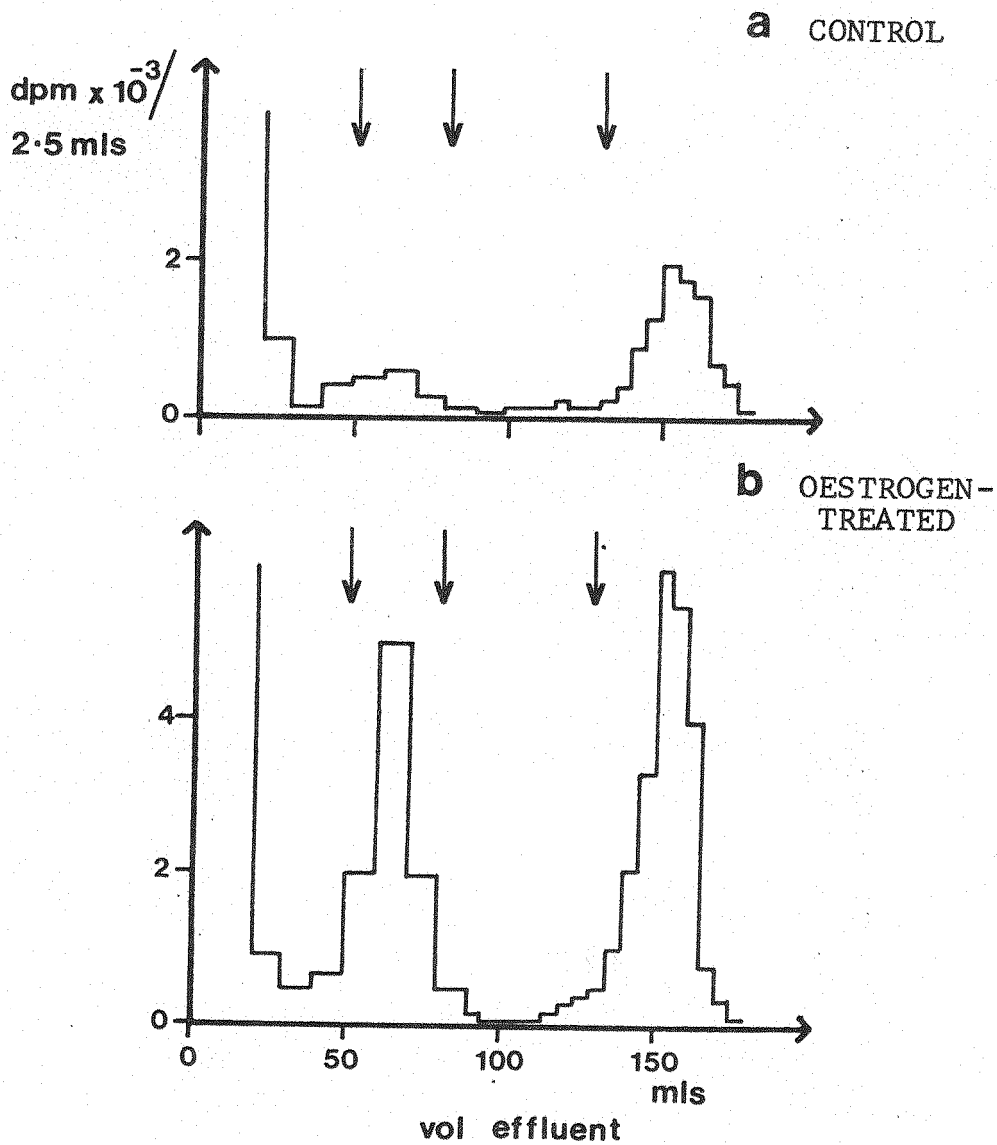 a CONTROL
dpm x 10-3/
2·5 mls
2
0
b OESTROGEN-
TREATED
4
2
0
0 50 100 150
mls
vol effluent